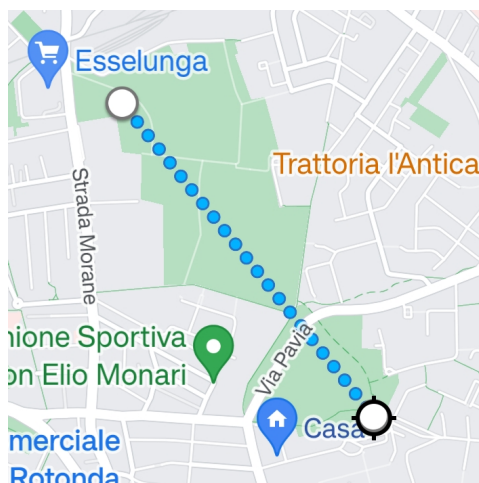 Esselunga
Trattoria l'Antica
Strada Morane
nione Sportiva
on Elio Monari
Via Pavia
Casa
merciale
Rotonda